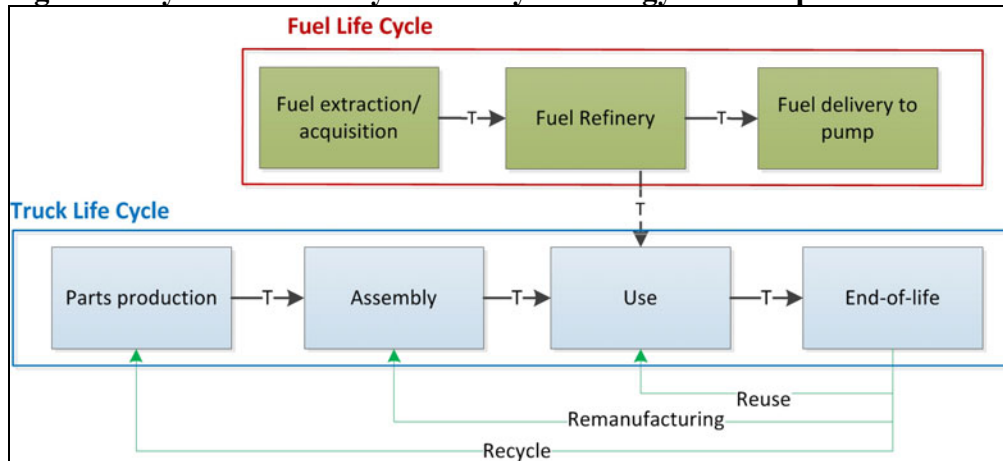 Fuel Life Cycle
Fuel extraction/
acquisition
T
Fuel Refinery
T
Fuel delivery to
pump
T
Truck Life Cycle
Parts production
T
Assembly
T
Use
T
End-of-life
Reuse
Remanufacturing
Recycle